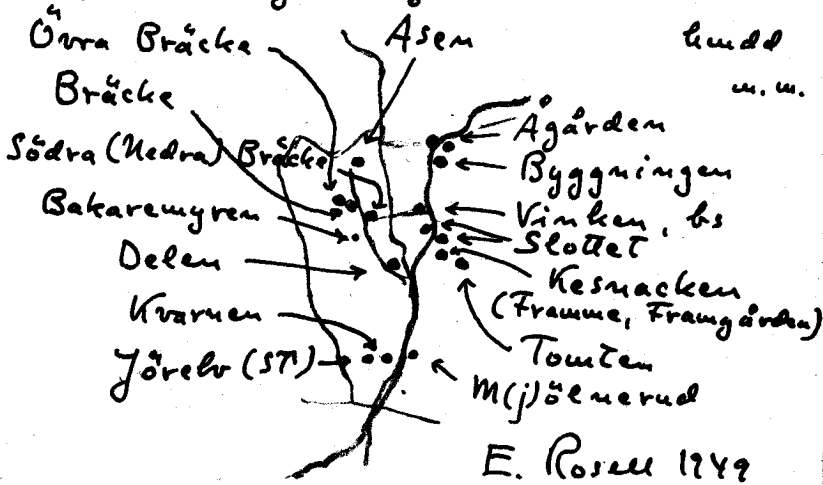 Övra Bräcke
Åsen
Bräcke
m.m.
Södra (Nedra) Bräcke
Ågården
Byggningen
Bakaremyren
Vinken, bs
Slottet
Delen
Kesnacken
(Framme, Framgården)
Kvarnen
Tomten
Jörelv (ST)
M(j)ölnerud
E. Rosell 1949